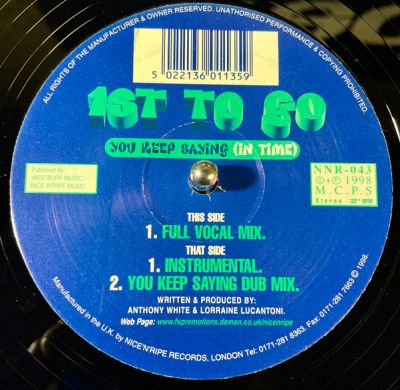 ALL RIGHTS OF THE MANUFACTURER & OWNER RESERVED. UNATHORISED PERFORMANCE & COPYING PROHIBITED.
5 022136 011359
1ST TO GO
YOU KEEP SAYING (IN TIME)
Published by
WESTBURY MUSIC /
NICE 'N' RIPE MUSIC
NNR-043
© + ℗ 1998
M.C.P.S
Stereo 33⅓ RPM
THIS SIDE
1. FULL VOCAL MIX.
THAT SIDE
1. INSTRUMENTAL.
2. YOU KEEP SAYING DUB MIX.
WRITTEN & PRODUCED BY:
ANTHONY WHITE & LORRAINE LUCANTONI.
Web Page: www.fxpromotions.demon.co.uk/nicenripe
Manufactured in the U.K. by NICE'N'RIPE RECORDS, LONDON Tel: 0171-281 8363. Fax: 0171-281 7663 © 1998.